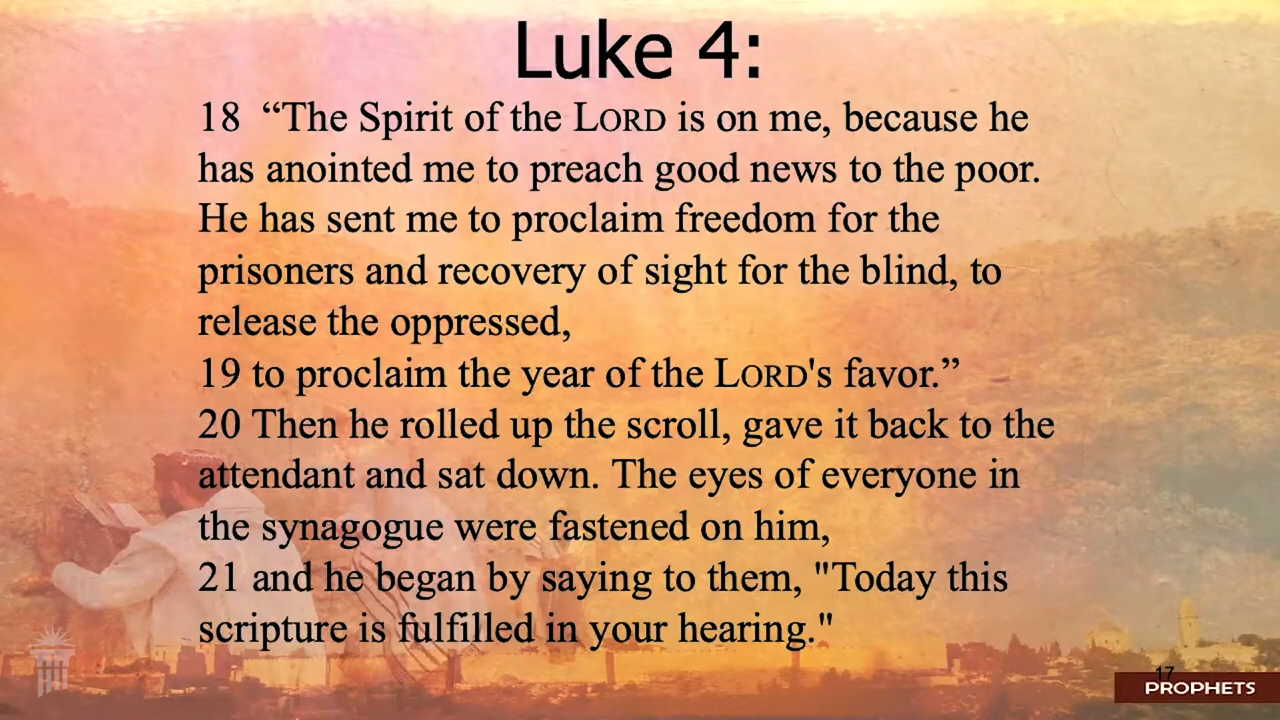 Luke 4:
18 “The Spirit of the LORD is on me, because he
has anointed me to preach good news to the poor.
He has sent me to proclaim freedom for the
prisoners and recovery of sight for the blind, to
release the oppressed,
19 to proclaim the year of the LORD's favor.”
20 Then he rolled up the scroll, gave it back to the
attendant and sat down. The eyes of everyone in
the synagogue were fastened on him,
21 and he began by saying to them, "Today this
scripture is fulfilled in your hearing."
17
PROPHETS